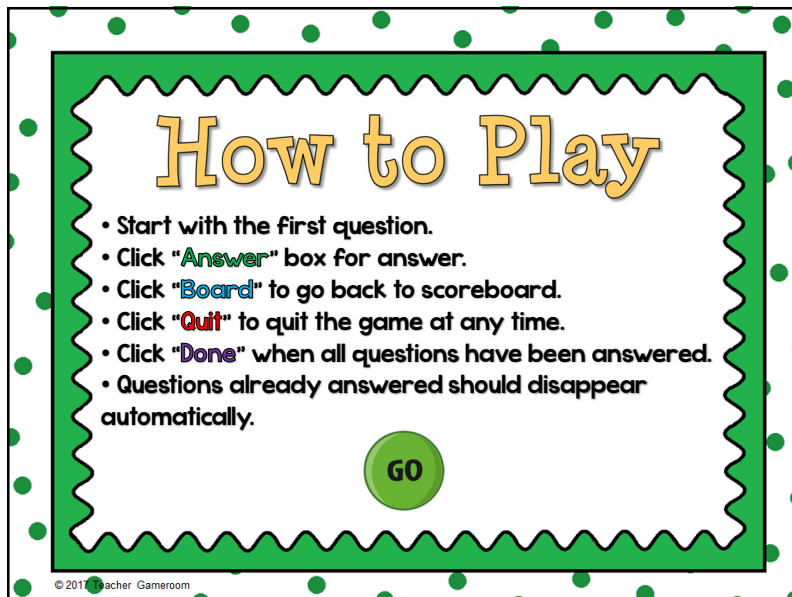 How to Play
• Start with the first question.
• Click "Answer" box for answer.
• Click "Board" to go back to scoreboard.
• Click "Quit" to quit the game at any time.
• Click "Done" when all questions have been answered.
• Questions already answered should disappear
automatically.
GO
© 2017 Teacher Gameroom